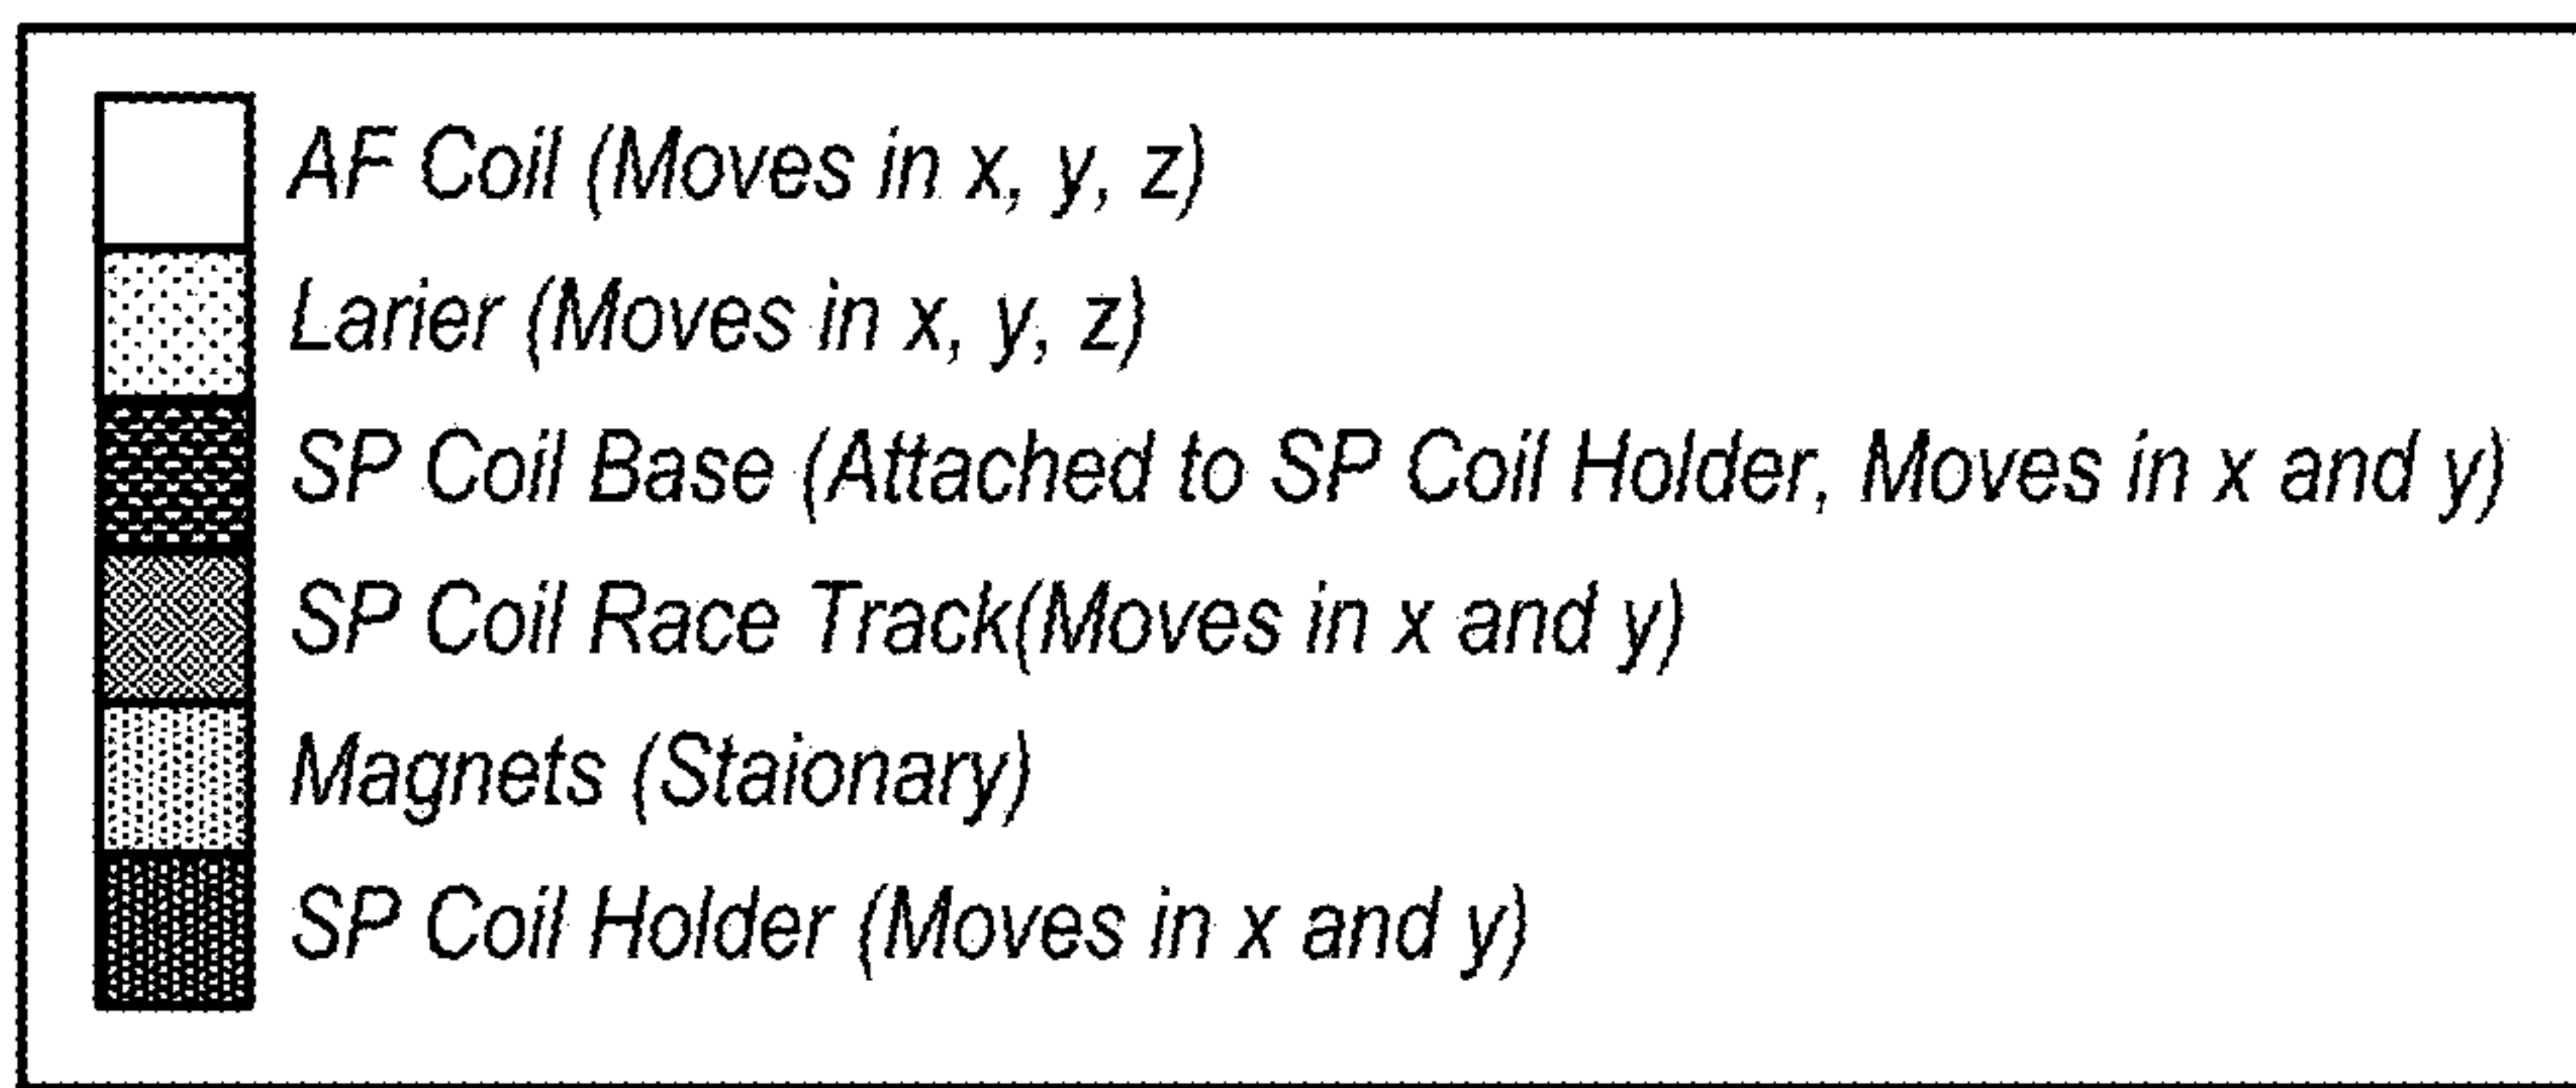 AF Coil (Moves in x, y, z)
Larier (Moves in x, y, z)
SP Coil Base (Attached to SP Coil Holder, Moves in x and y)
SP Coil Race Track(Moves in x and y)
Magnets (Staionary)
SP Coil Holder (Moves in x and y)